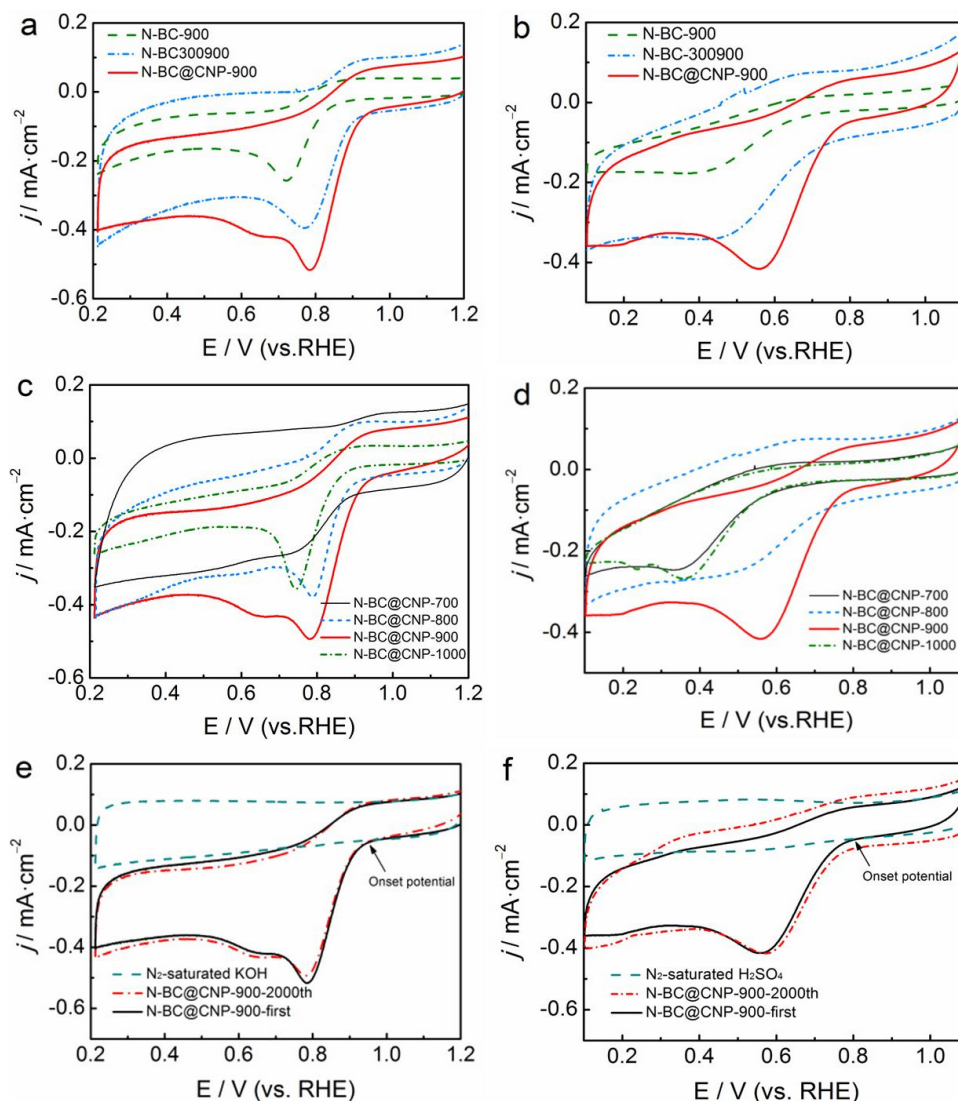 a
N-BC-900
N-BC300900
N-BC@CNP-900
0.2
0.0
-0.2
-0.4
-0.6
j / mA·cm⁻²
0.2 0.4 0.6 0.8 1.0 1.2
E / V (vs.RHE)
b
N-BC-900
N-BC-300900
N-BC@CNP-900
0.2
0.0
-0.2
-0.4
j / mA·cm⁻²
0.2 0.4 0.6 0.8 1.0
E / V (vs.RHE)
c
0.2
0.0
-0.2
-0.4
-0.6
j / mA·cm⁻²
N-BC@CNP-700
N-BC@CNP-800
N-BC@CNP-900
N-BC@CNP-1000
0.2 0.4 0.6 0.8 1.0 1.2
E / V (vs.RHE)
d
0.2
0.0
-0.2
-0.4
j / mA·cm⁻²
N-BC@CNP-700
N-BC@CNP-800
N-BC@CNP-900
N-BC@CNP-1000
0.2 0.4 0.6 0.8 1.0
E / V (vs.RHE)
e
0.2
0.0
-0.2
-0.4
-0.6
j / mA·cm⁻²
Onset potential
N₂-saturated KOH
N-BC@CNP-900-2000th
N-BC@CNP-900-first
0.2 0.4 0.6 0.8 1.0 1.2
E / V (vs. RHE)
f
0.2
0.0
-0.2
-0.4
-0.6
j / mA·cm⁻²
Onset potential
N₂-saturated H₂SO₄
N-BC@CNP-900-2000th
N-BC@CNP-900-first
0.2 0.4 0.6 0.8 1.0
E / V (vs. RHE)